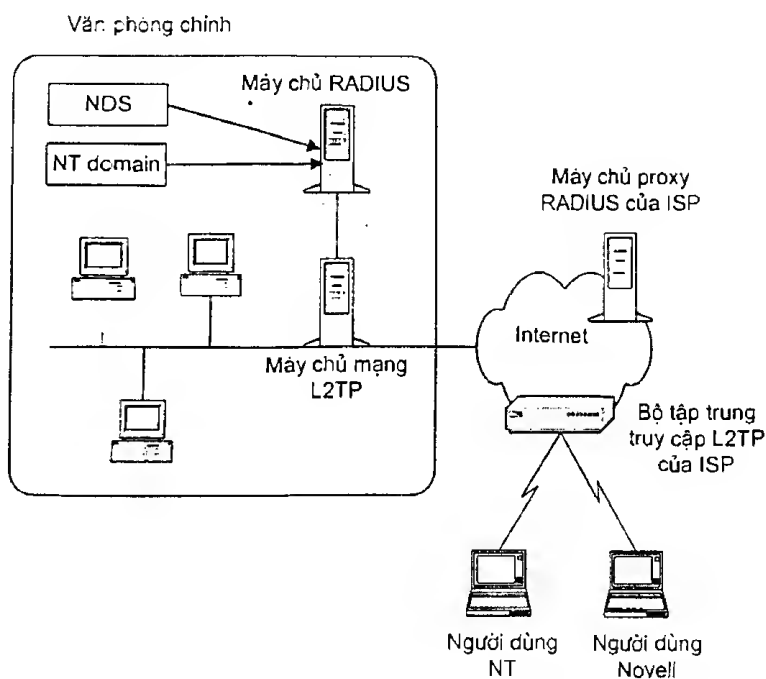 Văn phòng chính
Máy chủ RADIUS
NDS
NT domain
Máy chủ proxy
RADIUS của ISP
Internet
Máy chủ mạng
L2TP
Bộ tập trung
truy cập L2TP
của ISP
Người dùng
NT
Người dùng
Novell